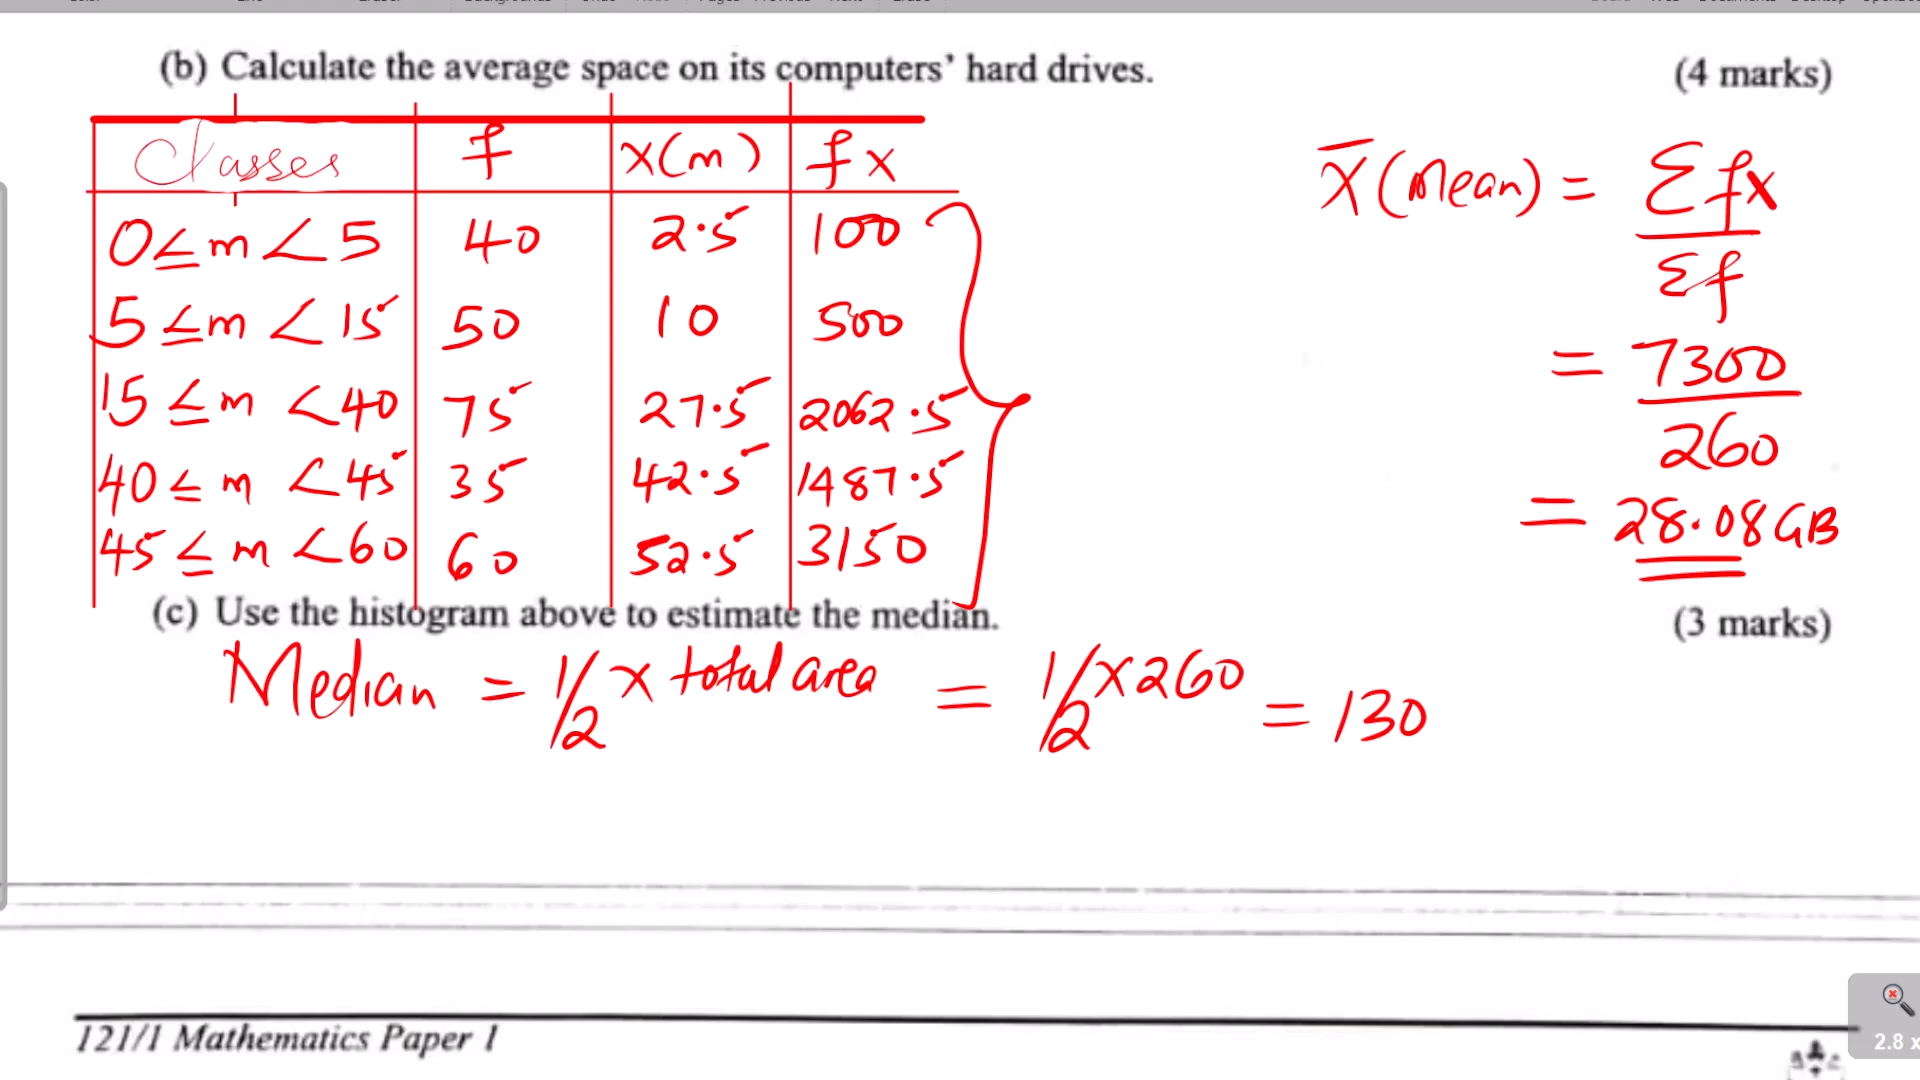 (b) Calculate the average space on its computers' hard drives. (4 marks)
Classes f x(m) fx
0≤m<5 40 2.5 100
5≤m<15 50 10 500
15≤m<40 75 27.5 2062.5
40≤m<45 35 42.5 1487.5
45≤m<60 60 52.5 3150
x̄(mean) = Σfx
Σf
= 7300
260
= 28.08GB
(c) Use the histogram above to estimate the median. (3 marks)
Median = 1/2 x total area = 1/2 x 260 = 130
121/1 Mathematics Paper 1
2.8 x